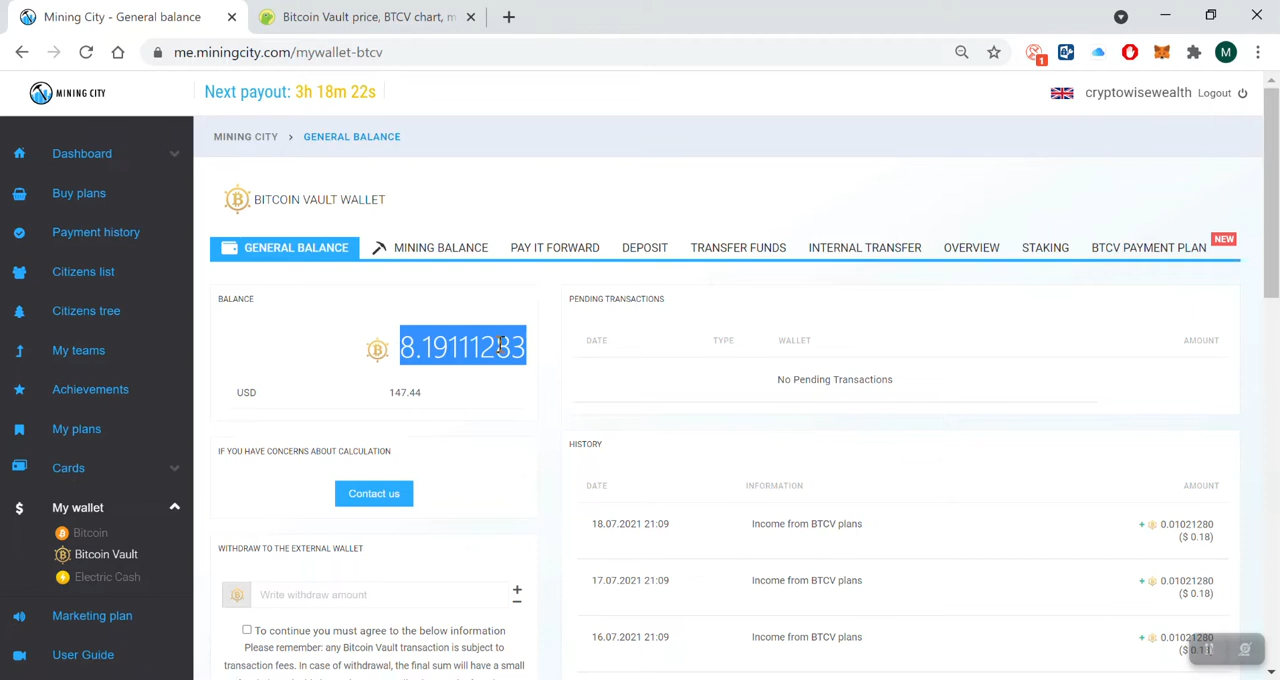 Mining City - General balance
Bitcoin Vault price, BTCV chart, m
me.miningcity.com/mywallet-btcv
1
M
MINING CITY
Next payout: 3h 18m 22s
cryptowisewealth Logout
MINING CITY > GENERAL BALANCE
Dashboard
Buy plans
Payment history
Citizens list
Citizens tree
My teams
Achievements
My plans
Cards
My wallet
Bitcoin
Bitcoin Vault
Electric Cash
Marketing plan
User Guide
BITCOIN VAULT WALLET
GENERAL BALANCE MINING BALANCE PAY IT FORWARD DEPOSIT TRANSFER FUNDS INTERNAL TRANSFER OVERVIEW STAKING BTCV PAYMENT PLAN NEW
BALANCE
8.19111283
USD 147.44
IF YOU HAVE CONCERNS ABOUT CALCULATION
Contact us
WITHDRAW TO THE EXTERNAL WALLET
Write withdraw amount
To continue you must agree to the below information
Please remember: any Bitcoin Vault transaction is subject to
transaction fees. In case of withdrawal, the final sum will have a small
PENDING TRANSACTIONS
DATE TYPE WALLET AMOUNT
No Pending Transactions
HISTORY
DATE INFORMATION AMOUNT
18.07.2021 21:09 Income from BTCV plans + 0.01021280
($ 0.18)
17.07.2021 21:09 Income from BTCV plans + 0.01021280
($ 0.18)
16.07.2021 21:09 Income from BTCV plans + 0.01021280